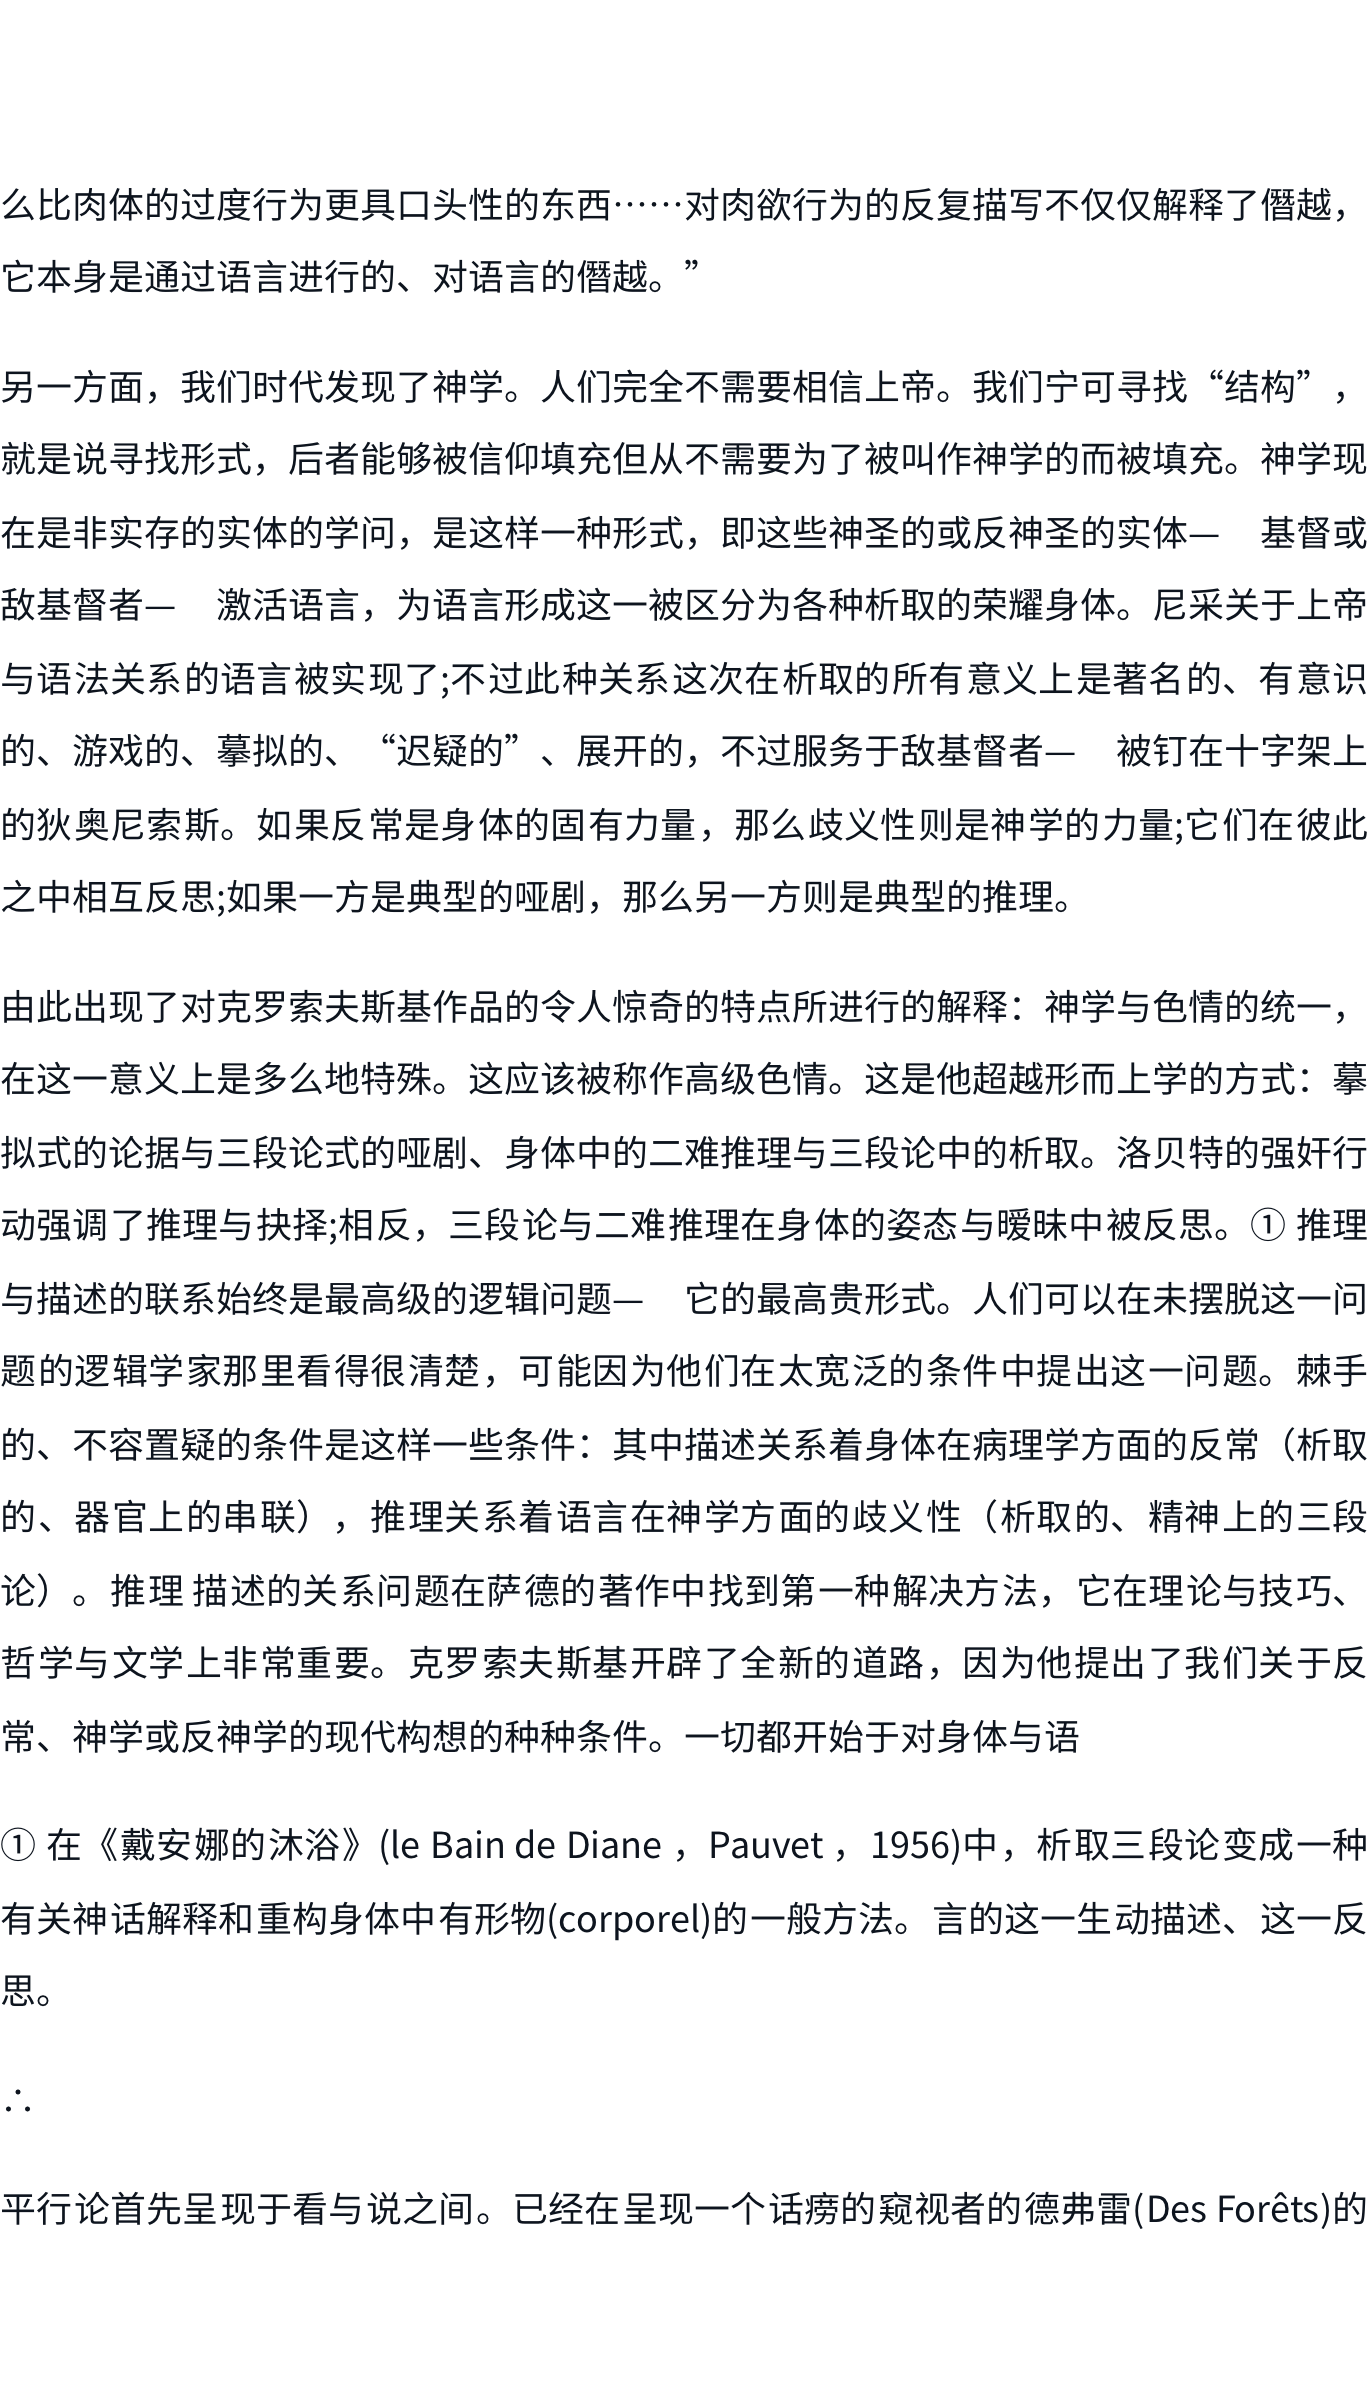 么比肉体的过度行为更具口头性的东西……对肉欲行为的反复描写不仅仅解释了僭越，
它本身是通过语言进行的、对语言的僭越。”
另一方面，我们时代发现了神学。人们完全不需要相信上帝。我们宁可寻找“结构”，
就是说寻找形式，后者能够被信仰填充但从不需要为了被叫作神学的而被填充。神学现
在是非实存的实体的学问，是这样一种形式，即这些神圣的或反神圣的实体—　基督或
敌基督者—　激活语言，为语言形成这一被区分为各种析取的荣耀身体。尼采关于上帝
与语法关系的语言被实现了;不过此种关系这次在析取的所有意义上是著名的、有意识
的、游戏的、摹拟的、“迟疑的”、展开的，不过服务于敌基督者—　被钉在十字架上
的狄奥尼索斯。如果反常是身体的固有力量，那么歧义性则是神学的力量;它们在彼此
之中相互反思;如果一方是典型的哑剧，那么另一方则是典型的推理。
由此出现了对克罗索夫斯基作品的令人惊奇的特点所进行的解释：神学与色情的统一，
在这一意义上是多么地特殊。这应该被称作高级色情。这是他超越形而上学的方式：摹
拟式的论据与三段论式的哑剧、身体中的二难推理与三段论中的析取。洛贝特的强奸行
动强调了推理与抉择;相反，三段论与二难推理在身体的姿态与暧昧中被反思。① 推理
与描述的联系始终是最高级的逻辑问题—　它的最高贵形式。人们可以在未摆脱这一问
题的逻辑学家那里看得很清楚，可能因为他们在太宽泛的条件中提出这一问题。棘手
的、不容置疑的条件是这样一些条件：其中描述关系着身体在病理学方面的反常（析取
的、器官上的串联），推理关系着语言在神学方面的歧义性（析取的、精神上的三段
论）。推理 描述的关系问题在萨德的著作中找到第一种解决方法，它在理论与技巧、
哲学与文学上非常重要。克罗索夫斯基开辟了全新的道路，因为他提出了我们关于反
常、神学或反神学的现代构想的种种条件。一切都开始于对身体与语
① 在《戴安娜的沐浴》(le Bain de Diane ，Pauvet ，1956)中，析取三段论变成一种
有关神话解释和重构身体中有形物(corporel)的一般方法。言的这一生动描述、这一反
思。
∴
平行论首先呈现于看与说之间。已经在呈现一个话痨的窥视者的德弗雷(Des Forêts)的